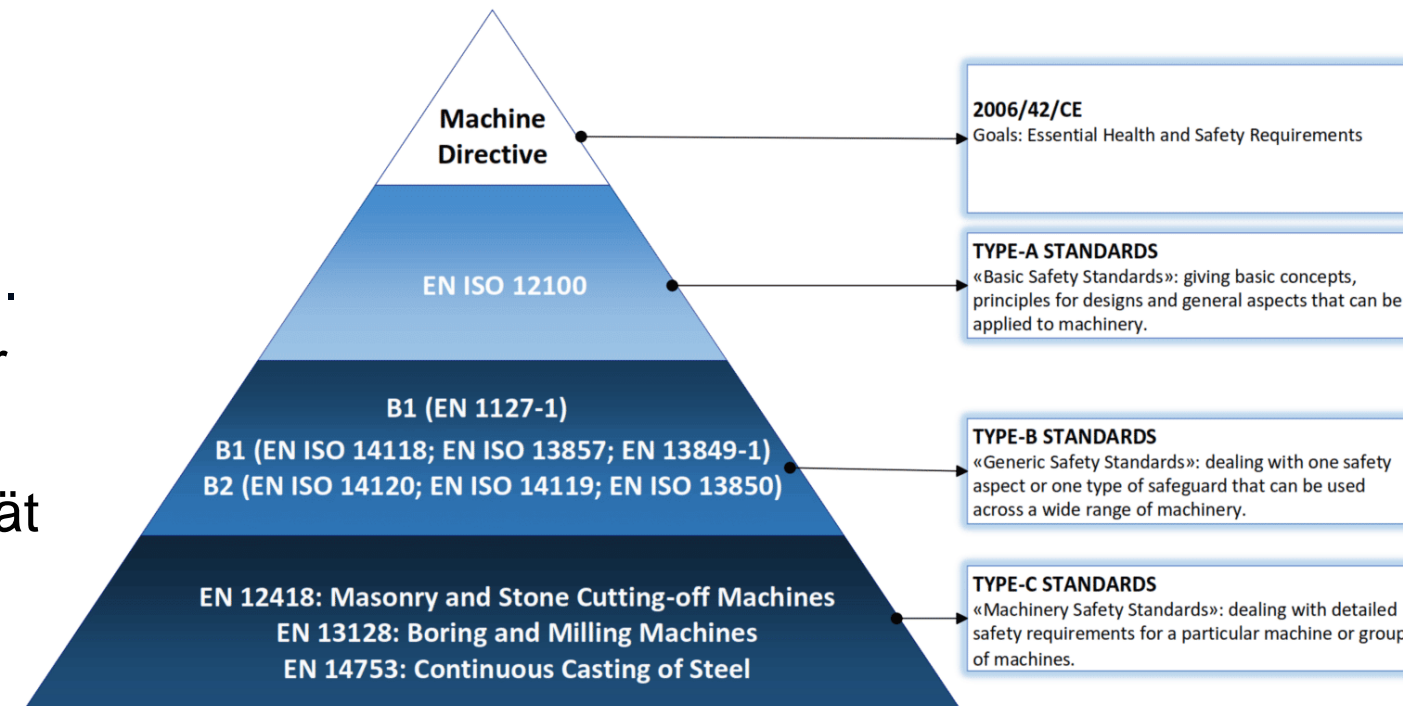 .
r
ät
Machine
Directive
EN ISO 12100
B1 (EN 1127-1)
B1 (EN ISO 14118; EN ISO 13857; EN 13849-1)
B2 (EN ISO 14120; EN ISO 14119; EN ISO 13850)
EN 12418: Masonry and Stone Cutting-off Machines
EN 13128: Boring and Milling Machines
EN 14753: Continuous Casting of Steel
2006/42/CE
Goals: Essential Health and Safety Requirements
TYPE-A STANDARDS
«Basic Safety Standards»: giving basic concepts,
principles for designs and general aspects that can be
applied to machinery.
TYPE-B STANDARDS
«Generic Safety Standards»: dealing with one safety
aspect or one type of safeguard that can be used
across a wide range of machinery.
TYPE-C STANDARDS
«Machinery Safety Standards»: dealing with detailed
safety requirements for a particular machine or group
of machines.